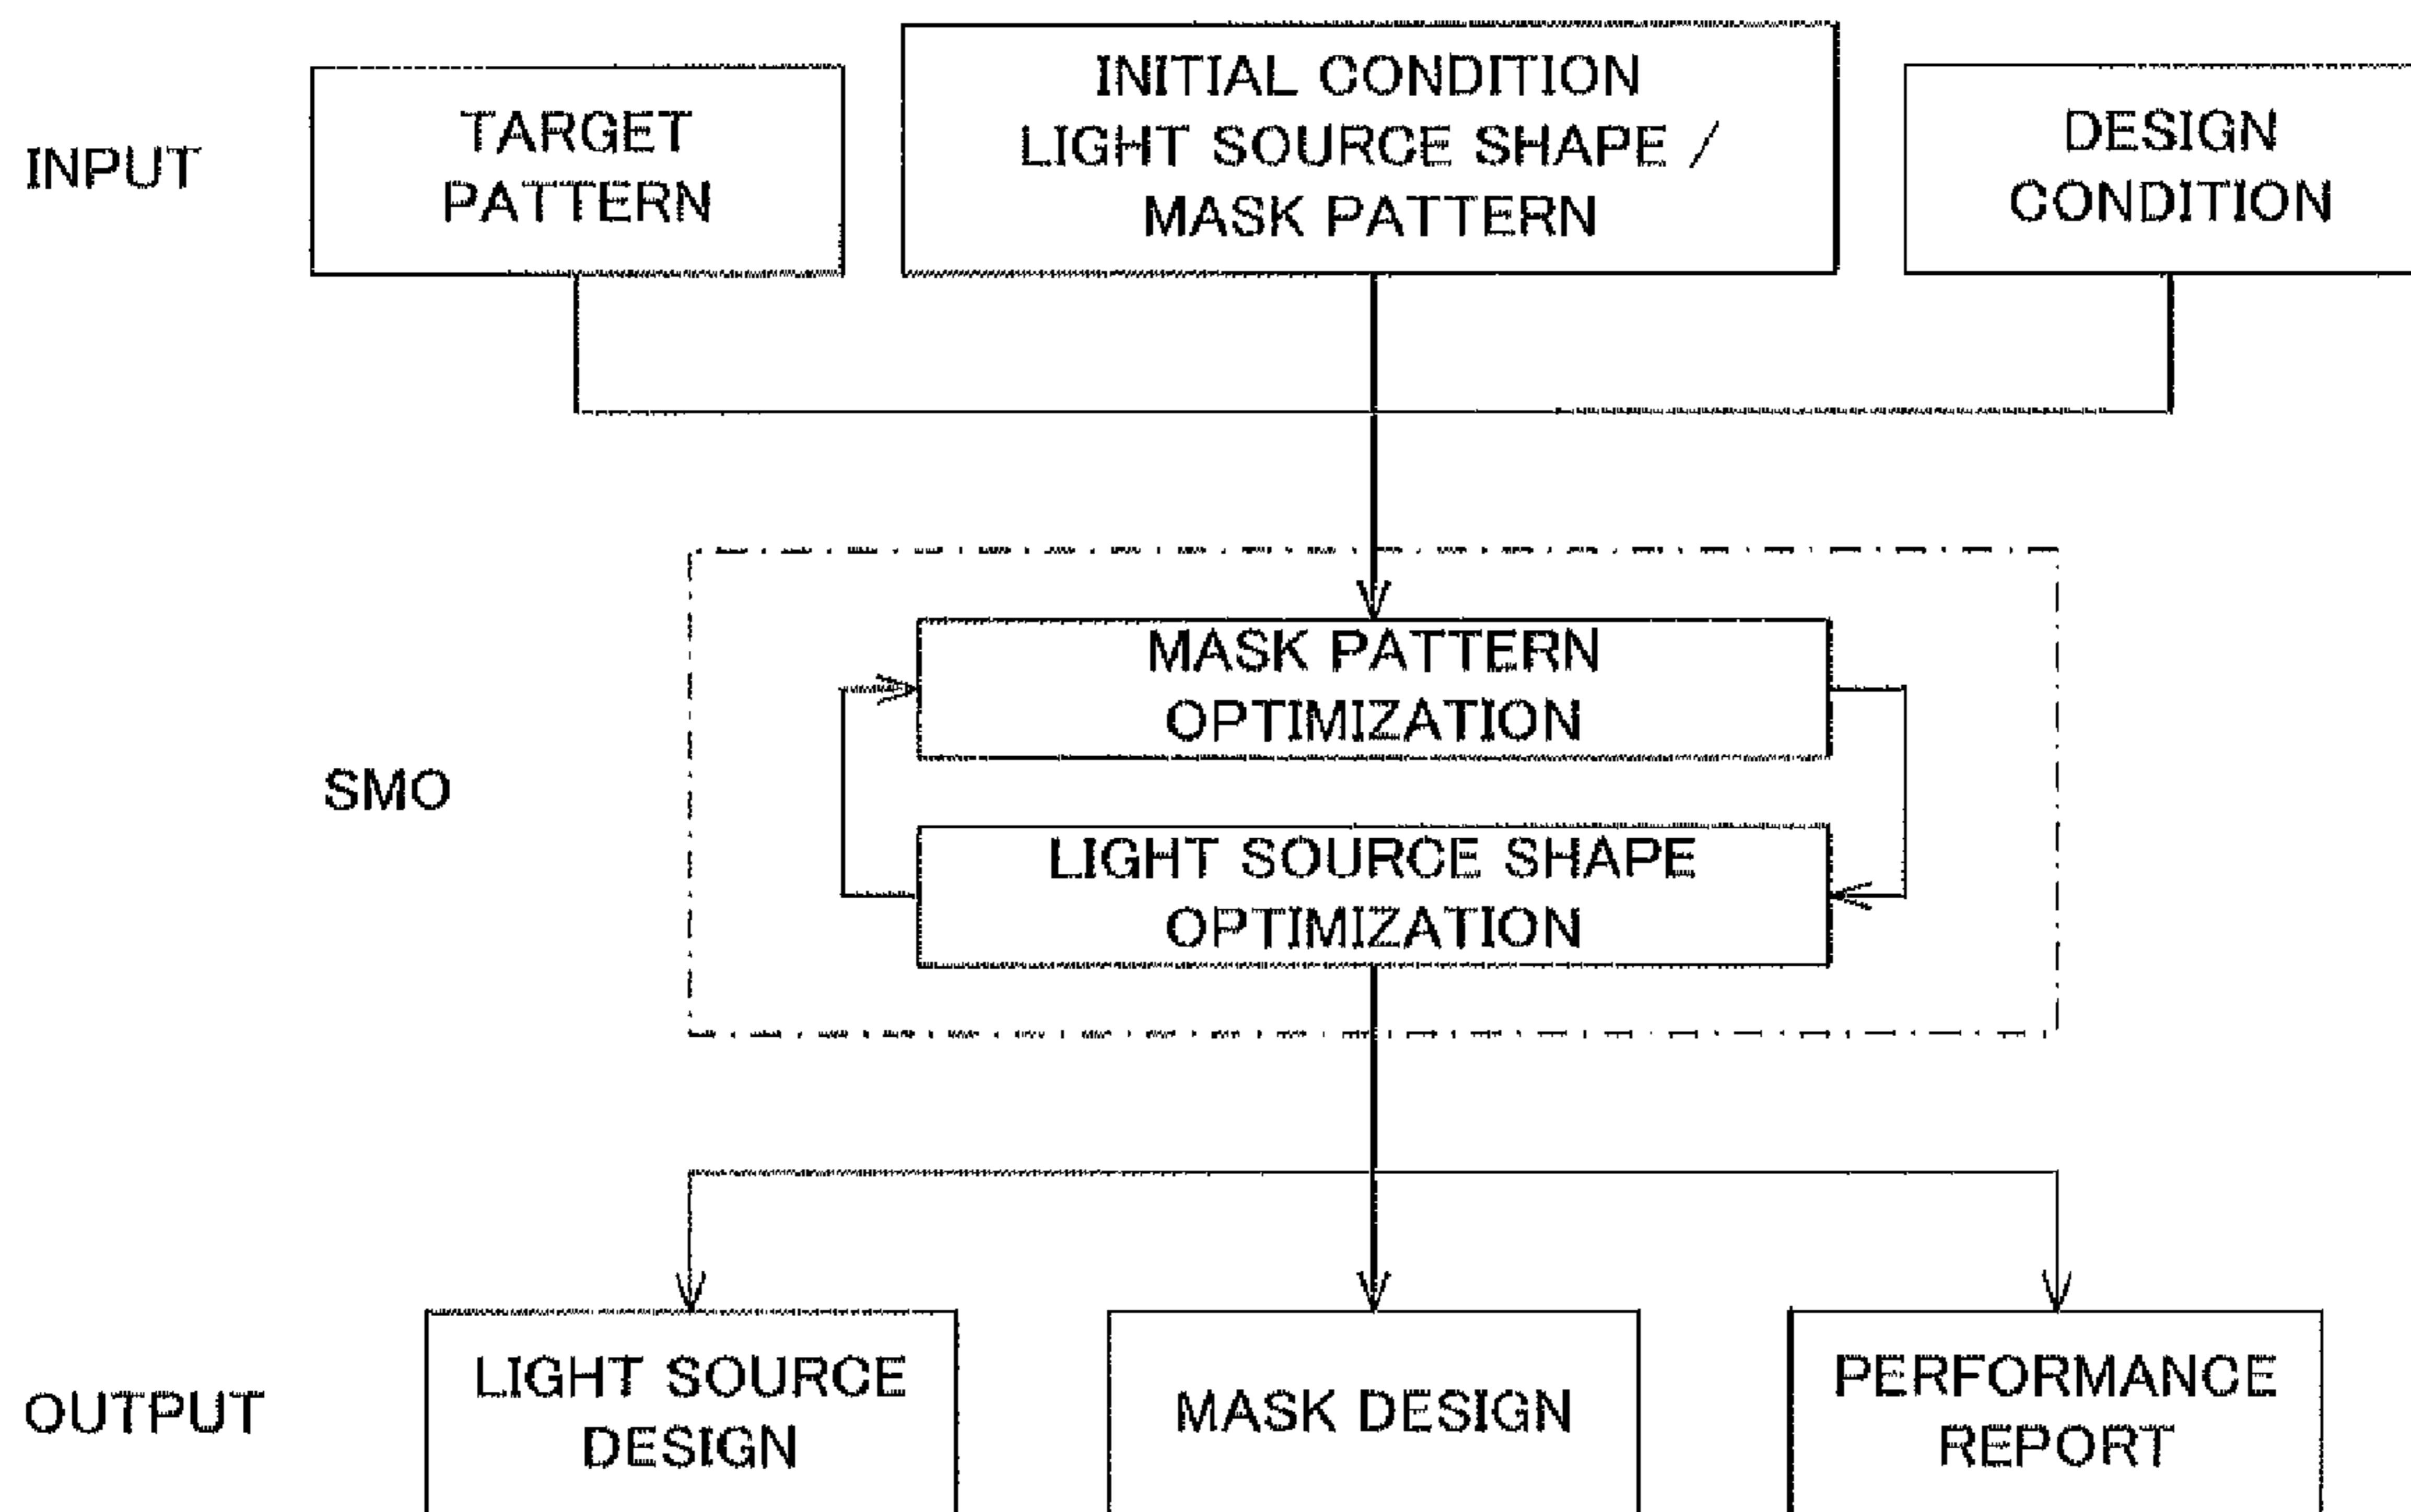 INPUT
TARGET
PATTERN
INITIAL CONDITION
LIGHT SOURCE SHAPE /
MASK PATTERN
DESIGN
CONDITION
SMO
MASK PATTERN
OPTIMIZATION
LIGHT SOURCE SHAPE
OPTIMIZATION
OUTPUT
LIGHT SOURCE
DESIGN
MASK DESIGN
PERFORMANCE
REPORT